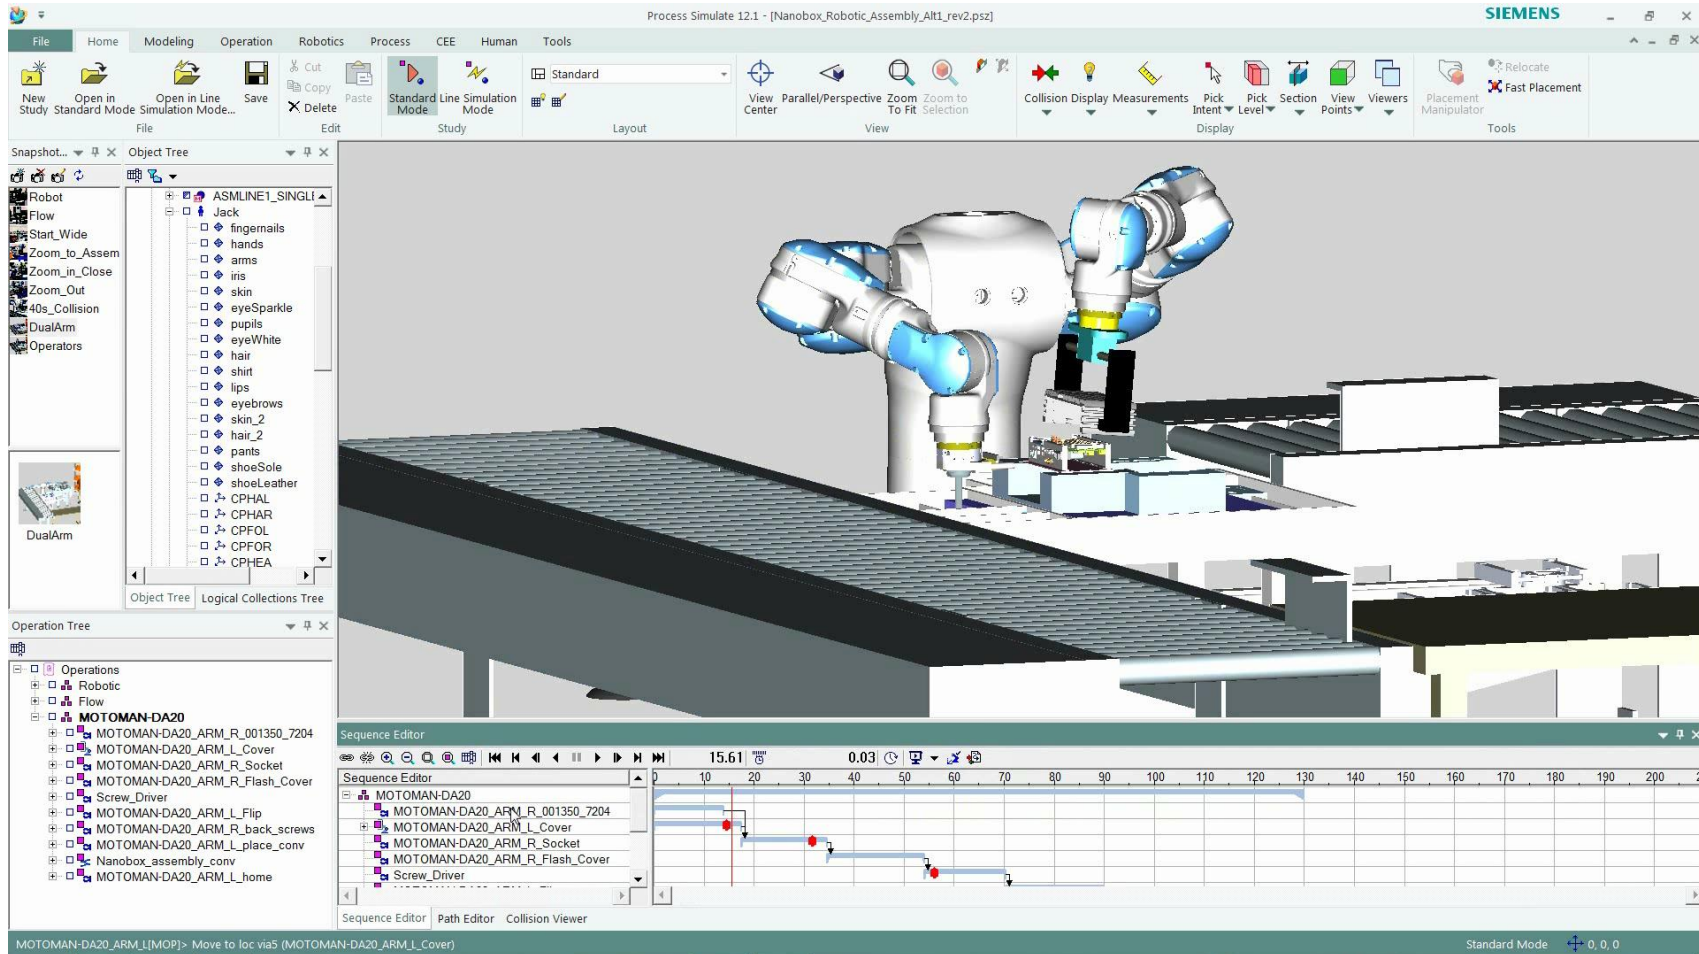 Process Simulate 12.1 - [Nanobox_Robotic_Assembly_Alt1_rev2.psz]
SIEMENS
File Home Modeling Operation Robotics Process CEE Human Tools
New Study
Open in Standard Mode
Open in Line Simulation Mode...
Save
File
Cut
Copy
Delete
Paste
Edit
Standard Mode
Line Simulation Mode
Study
Standard
Layout
View Center
Parallel/Perspective
Zoom To Fit
Zoom to Selection
View
Collision
Display
Measurements
Pick Intent
Pick Level
Section
View Points
Viewers
Display
Placement Manipulator
Relocate
Fast Placement
Tools
Snapshot...
Robot
Flow
Start_Wide
Zoom_to_Assem
Zoom_in_Close
Zoom_Out
40s_Collision
DualArm
Operators
DualArm
Object Tree
ASMLINE1_SINGLE
Jack
fingernails
hands
arms
iris
skin
eyeSparkle
pupils
eyeWhite
hair
shirt
lips
eyebrows
skin_2
hair_2
pants
shoeSole
shoeLeather
CPHAL
CPHAR
CPFOL
CPFOR
CPHEA
Object Tree Logical Collections Tree
Operation Tree
Operations
Robotic
Flow
MOTOMAN-DA20
MOTOMAN-DA20_ARM_R_001350_7204
MOTOMAN-DA20_ARM_L_Cover
MOTOMAN-DA20_ARM_R_Socket
MOTOMAN-DA20_ARM_R_Flash_Cover
Screw_Driver
MOTOMAN-DA20_ARM_L_Flip
MOTOMAN-DA20_ARM_R_back_screws
MOTOMAN-DA20_ARM_L_place_conv
Nanobox_assembly_conv
MOTOMAN-DA20_ARM_L_home
Sequence Editor
15.61 0.03
Sequence Editor
0 10 20 30 40 50 60 70 80 90 100 110 120 130 140 150 160 170 180 190 200
MOTOMAN-DA20
MOTOMAN-DA20_ARM_R_001350_7204
MOTOMAN-DA20_ARM_L_Cover
MOTOMAN-DA20_ARM_R_Socket
MOTOMAN-DA20_ARM_R_Flash_Cover
Screw_Driver
Sequence Editor Path Editor Collision Viewer
MOTOMAN-DA20_ARM_L[MOP]> Move to loc via5 (MOTOMAN-DA20_ARM_L_Cover)
Standard Mode 0, 0, 0